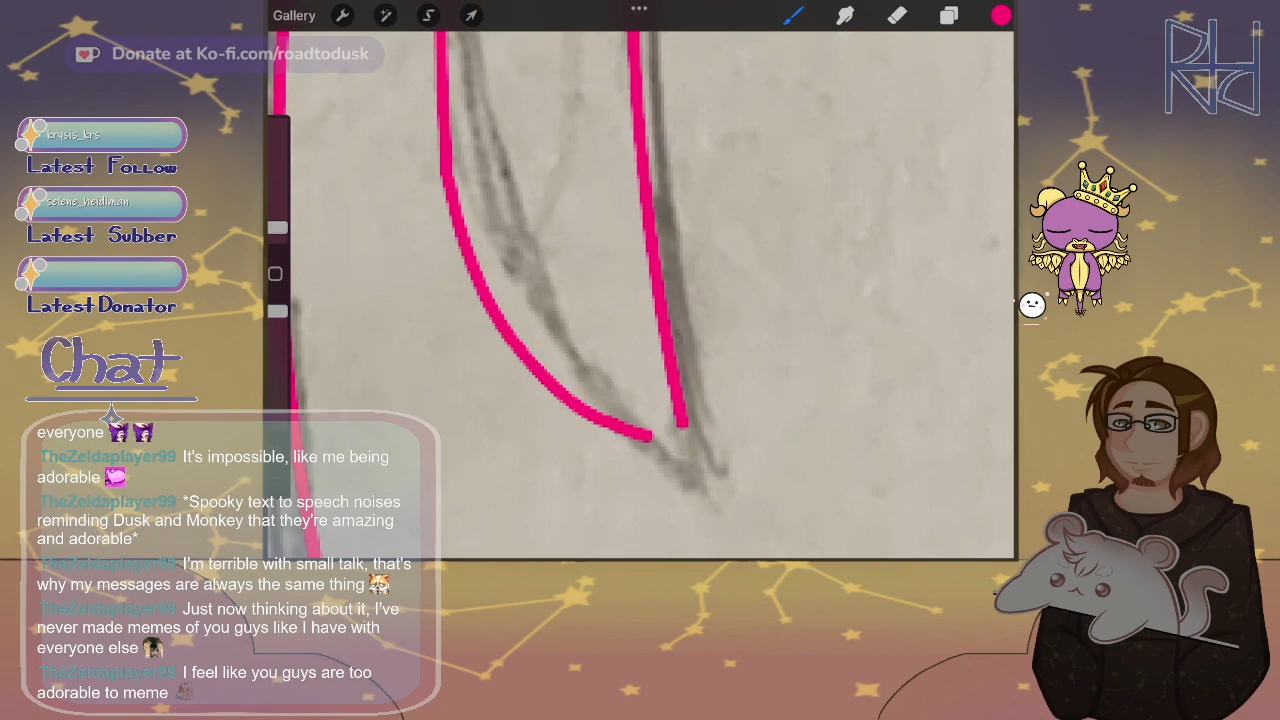 Gallery
Donate at Ko-fi.com/roadtodusk
krysis_krs
Latest Follow
selene_heidlman
Latest Subber
Latest Donator
Chat
everyone
TheZeldaplayer99 It's impossible, like me being
adorable
TheZeldaplayer99 *Spooky text to speech noises
reminding Dusk and Monkey that they're amazing
and adorable*
TheZeldaplayer99 I'm terrible with small talk, that's
why my messages are always the same thing
TheZeldaplayer99 Just now thinking about it, I've
never made memes of you guys like I have with
everyone else
TheZeldaplayer99 I feel like you guys are too
adorable to meme